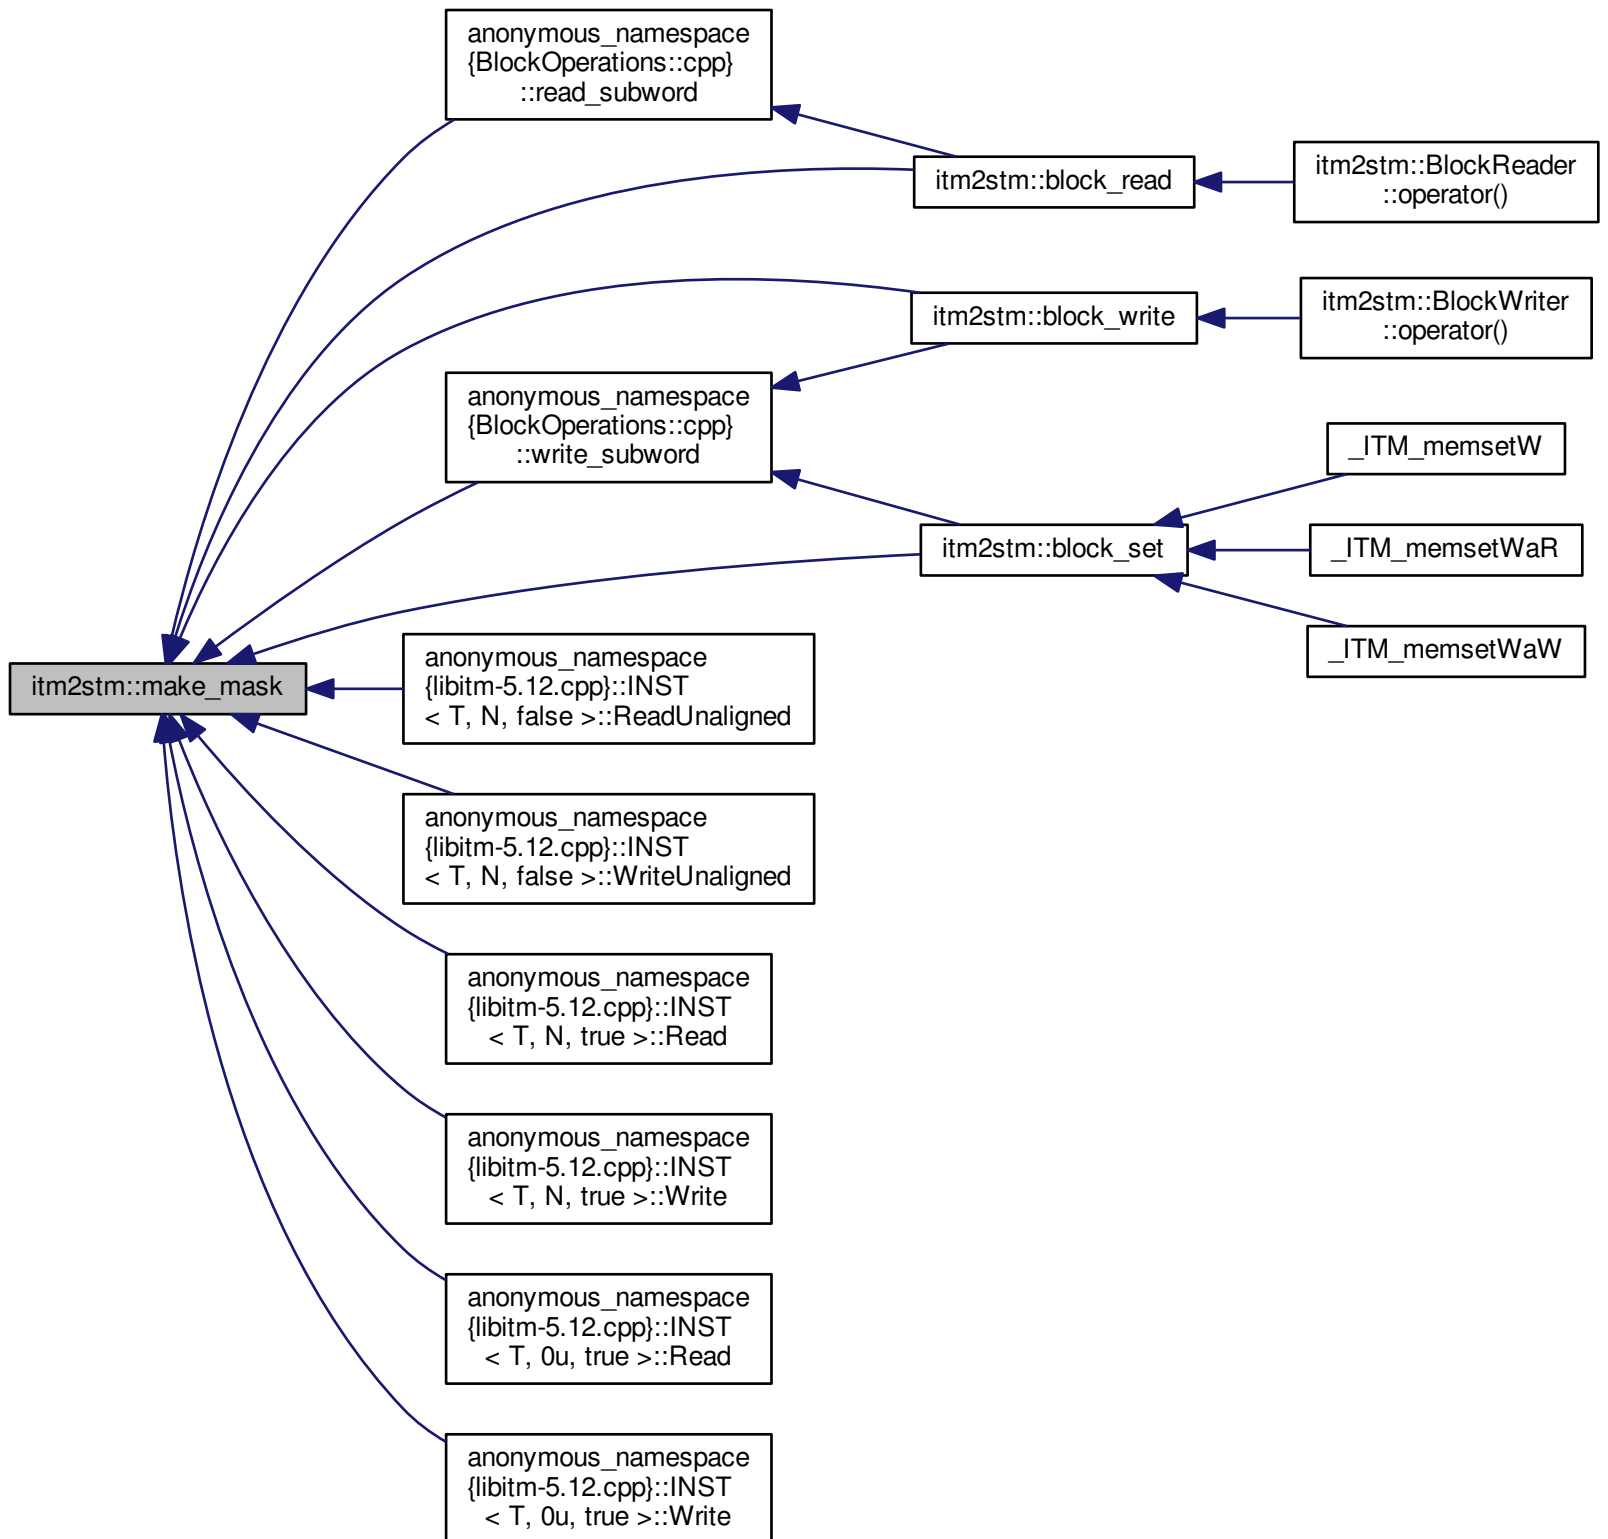 anonymous_namespace
{BlockOperations::cpp}
::read_subword
itm2stm::block_read
itm2stm::BlockReader
::operator()
itm2stm::block_write
itm2stm::BlockWriter
::operator()
anonymous_namespace
{BlockOperations::cpp}
::write_subword
_ITM_memsetW
itm2stm::block_set
_ITM_memsetWaR
_ITM_memsetWaW
itm2stm::make_mask
anonymous_namespace
{libitm-5.12.cpp}::INST
< T, N, false >::ReadUnaligned
anonymous_namespace
{libitm-5.12.cpp}::INST
< T, N, false >::WriteUnaligned
anonymous_namespace
{libitm-5.12.cpp}::INST
< T, N, true >::Read
anonymous_namespace
{libitm-5.12.cpp}::INST
< T, N, true >::Write
anonymous_namespace
{libitm-5.12.cpp}::INST
< T, 0u, true >::Read
anonymous_namespace
{libitm-5.12.cpp}::INST
< T, 0u, true >::Write